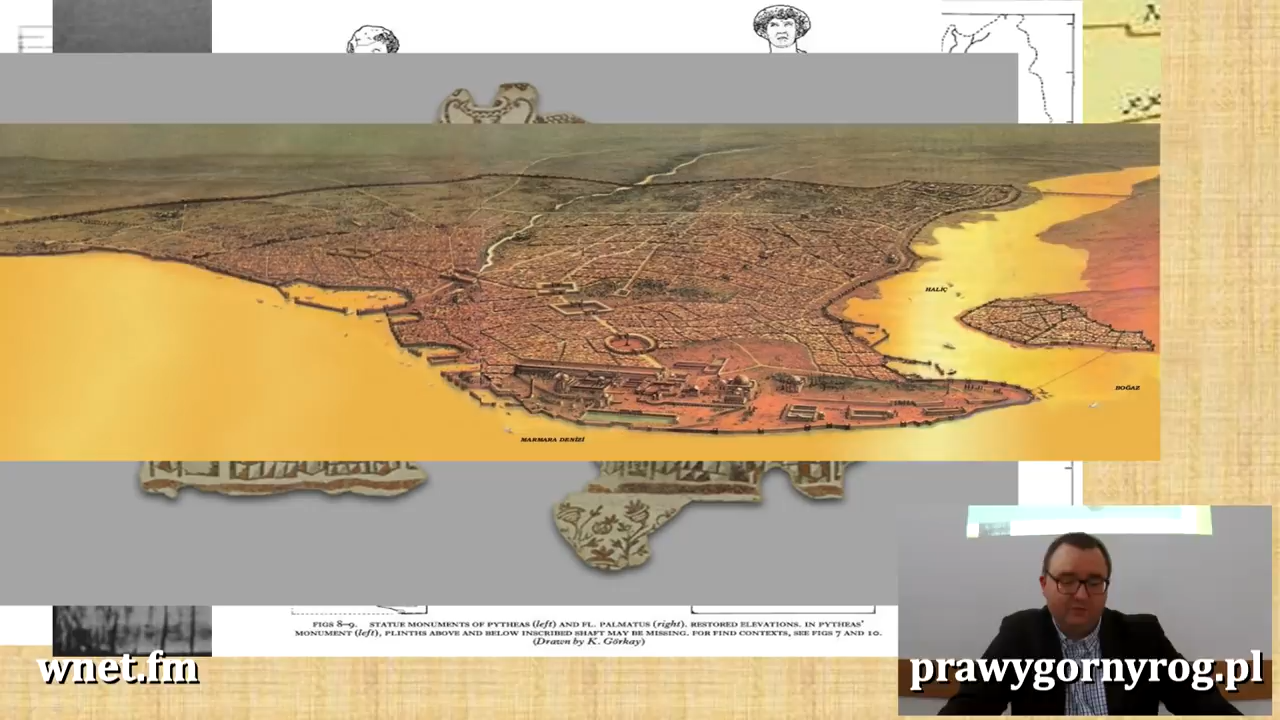 HALIÇ
BOĞAZ
MARMARA DENİZİ
FIGS 8–9. STATUE MONUMENTS OF PYTHEAS (left) AND FL. PALMATUS (right). RESTORED ELEVATIONS. IN PYTHEAS'
MONUMENT (left), PLINTHS ABOVE AND BELOW INSCRIBED SHAFT MAY BE MISSING. FOR FIND CONTEXTS, SEE FIGS 7 AND 10.
(Drawn by K. Görkay)
wnet.fm
prawygornyrog.pl